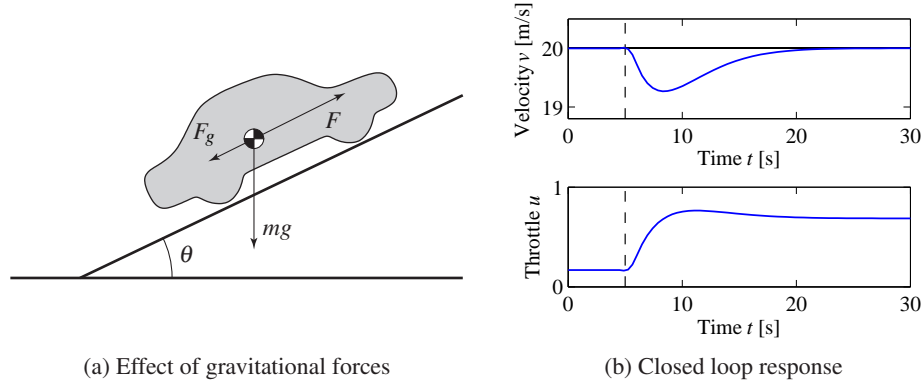 F_g
F
mg
θ
(a) Effect of gravitational forces
Velocity v [m/s]
20
19
0 10 20 30
Time t [s]
Throttle u
1
0
0 10 20 30
Time t [s]
(b) Closed loop response